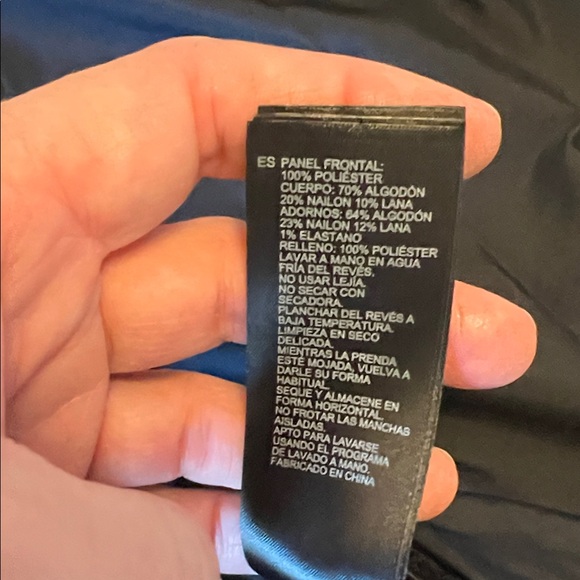 ES PANEL FRONTAL:
100% POLIÉSTER
CUERPO: 70% ALGODÓN
20% NAILON 10% LANA
ADORNOS: 64% ALGODÓN
23% NAILON 12% LANA
1% ELASTANO
RELLENO: 100% POLIÉSTER
LAVAR A MANO EN AGUA
FRÍA DEL REVÉS.
NO USAR LEJÍA.
NO SECAR CON
SECADORA.
PLANCHAR DEL REVÉS A
BAJA TEMPERATURA.
LIMPIEZA EN SECO
DELICADA.
MIENTRAS LA PRENDA
ESTÉ MOJADA, VUELVA A
DARLE SU FORMA
HABITUAL.
SEQUE Y ALMACENE EN
FORMA HORIZONTAL.
NO FROTAR LAS MANCHAS
AISLADAS.
APTO PARA LAVARSE
USANDO EL PROGRAMA
DE LAVADO A MANO.
FABRICADO EN CHINA